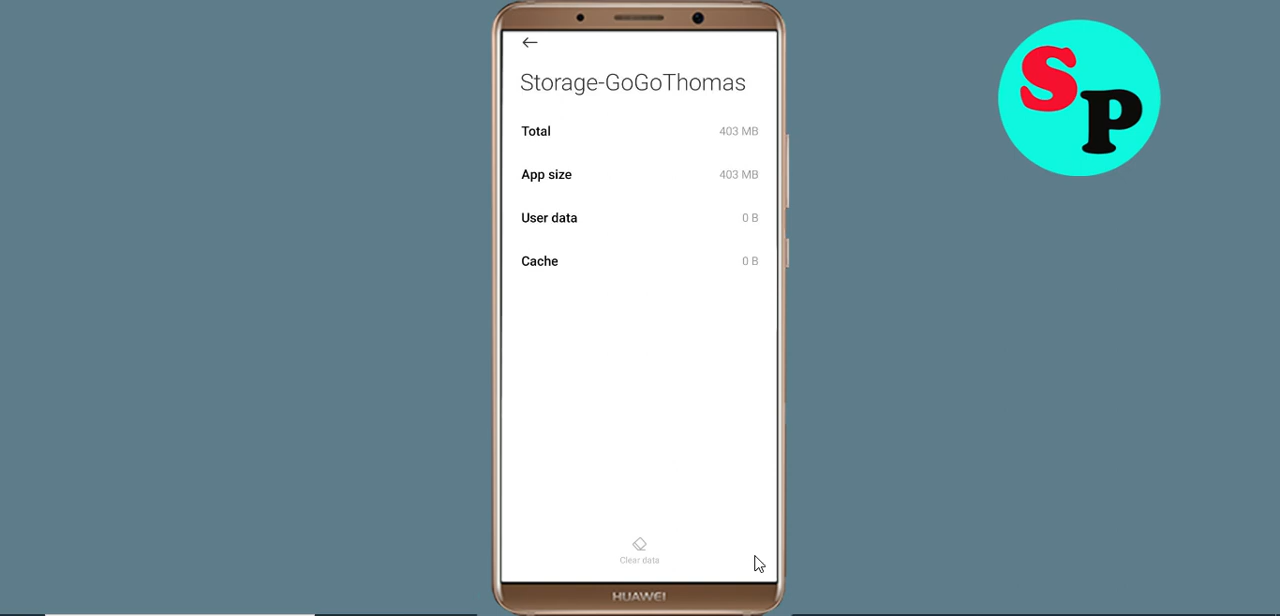 Storage-GoGoThomas
Total 403 MB
App size 403 MB
User data 0 B
Cache 0 B
Clear data
HUAWEI
SP